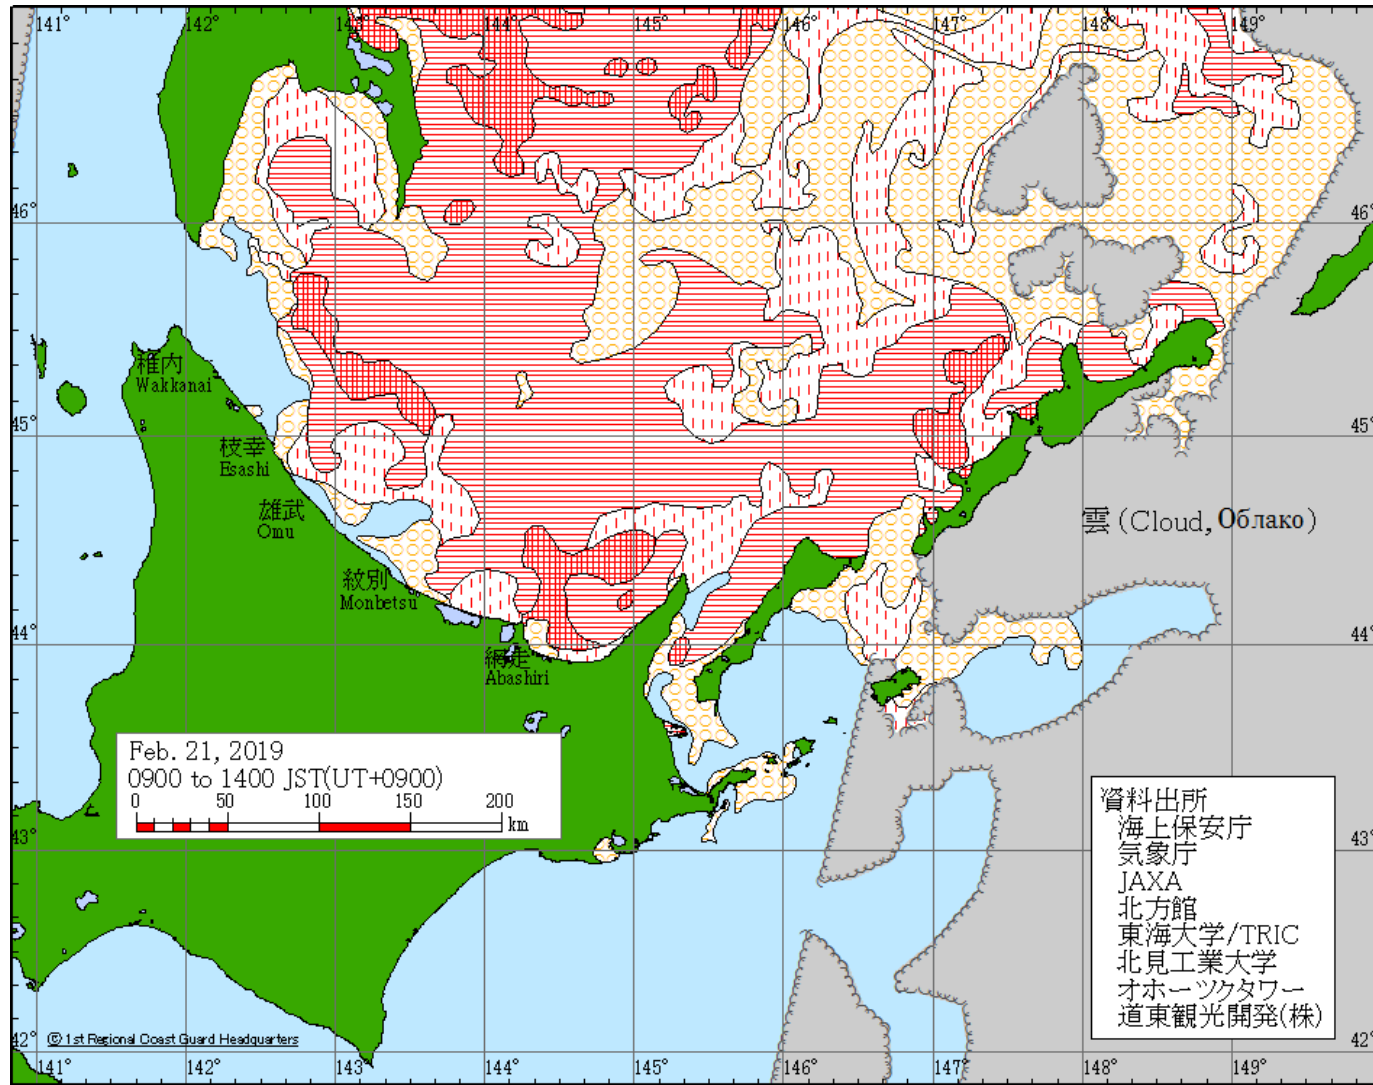 141° 142° 143° 144° 145° 146° 147° 148° 149°
46° 46°
稚内
Wakkanai
45° 45°
枝幸
Esashi
雄武
Omu
雲(Cloud, Облако)
紋別
Monbetsu
44° 44°
網走
Abashiri
Feb. 21, 2019
0900 to 1400 JST(UT+0900)
0 50 100 150 200
km
資料出所
海上保安庁
気象庁
JAXA
北方館
東海大学/TRIC
北見工業大学
オホーツクタワー
道東観光開発(株)
43° 43°
42° 42°
© 1st Regional Coast Guard Headquarters
141° 142° 143° 144° 145° 146° 147° 148° 149°